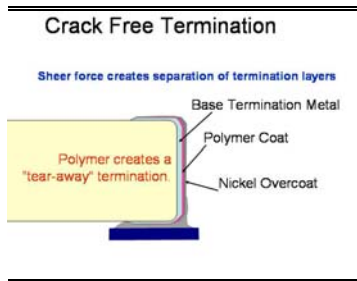 Crack Free Termination
Sheer force creates separation of termination layers
Base Termination Metal
Polymer Coat
Polymer creates a
"tear-away" termination.
Nickel Overcoat